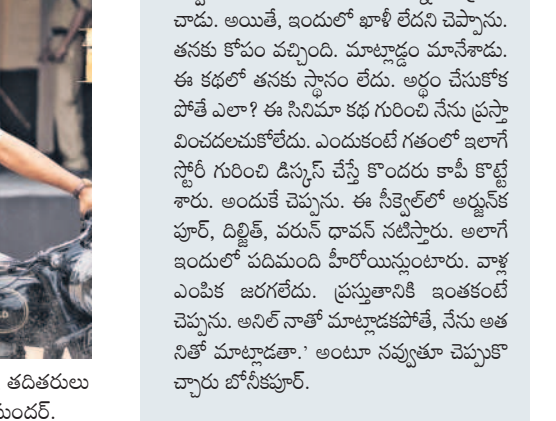 చాడు. అయితే, ఇందులో ఖాళీ లేదని చెప్పాను.
తనకు కోపం వచ్చింది. మాట్లాడ్డం మానేశాడు.
ఈ కథలో తనకు స్థానం లేదు. అర్థం చేసుకోక
పోతే ఎలా? ఈ సినిమా కథ గురించి నేను ప్రస్తా
వించదలచుకోలేదు. ఎందుకంటే గతంలో ఇలాగే
స్టోరీ గురించి డిస్కస్ చేస్తే కొందరు కాపీ కొట్టే
శారు. అందుకే చెప్పను. ఈ సీక్వెల్‌లో అర్జున్‌క
పూర్, దిల్జిత్, వరున్ ధావన్ నటిస్తారు. అలాగే
ఇందులో పదిమంది హీరోయిన్లుంటారు. వాళ్ల
ఎంపిక జరగలేదు. ప్రస్తుతానికి ఇంతకంటే
చెప్పను. అనిల్ నాతో మాట్లాడకపోతే, నేను అత
నితో మాట్లాడతా.' అంటూ నవ్వుతూ చెప్పుకొ
చ్చారు బోనీకపూర్.
తదితరులు